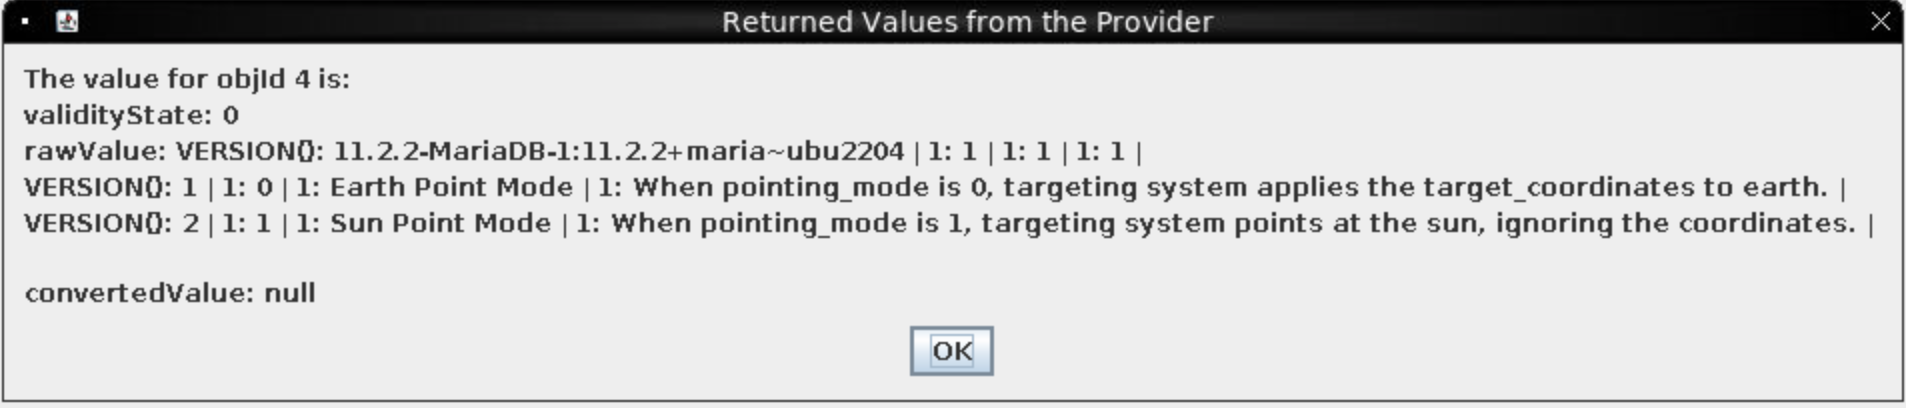 Returned Values from the Provider
The value for objId 4 is:
validityState: 0
rawValue: VERSION(): 11.2.2-MariaDB-1:11.2.2+maria~ubu2204 | 1: 1 | 1: 1 | 1: 1 |
VERSION(): 1 | 1: 0 | 1: Earth Point Mode | 1: When pointing_mode is 0, targeting system applies the target_coordinates to earth. |
VERSION(): 2 | 1: 1 | 1: Sun Point Mode | 1: When pointing_mode is 1, targeting system points at the sun, ignoring the coordinates. |
convertedValue: null
OK